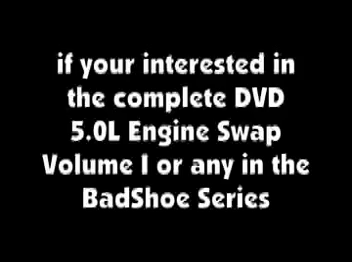 if your interested in
the complete DVD
5.0L Engine Swap
Volume I or any in the
BadShoe Series